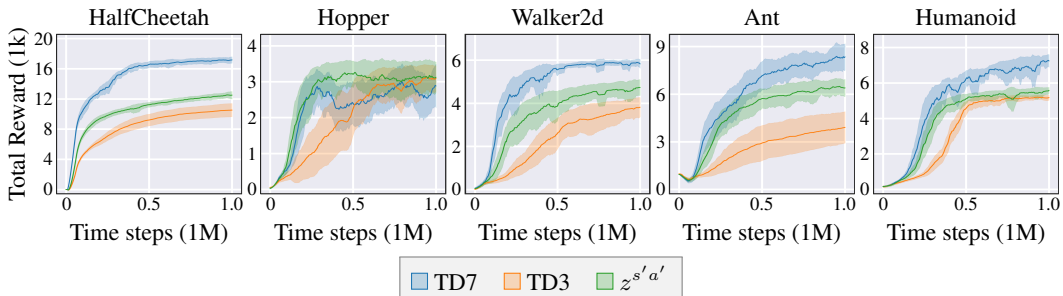 HalfCheetah Hopper Walker2d Ant Humanoid
Total Reward (1k)
20
16
12
8
4
0
0 0.5 1.0
4
3
2
1
0
0 0.5 1.0
6
4
2
0
0 0.5 1.0
9
6
3
0
0 0.5 1.0
8
6
4
2
0
0 0.5 1.0
Time steps (1M) Time steps (1M) Time steps (1M) Time steps (1M) Time steps (1M)
TD7 TD3 z^{s'a'}